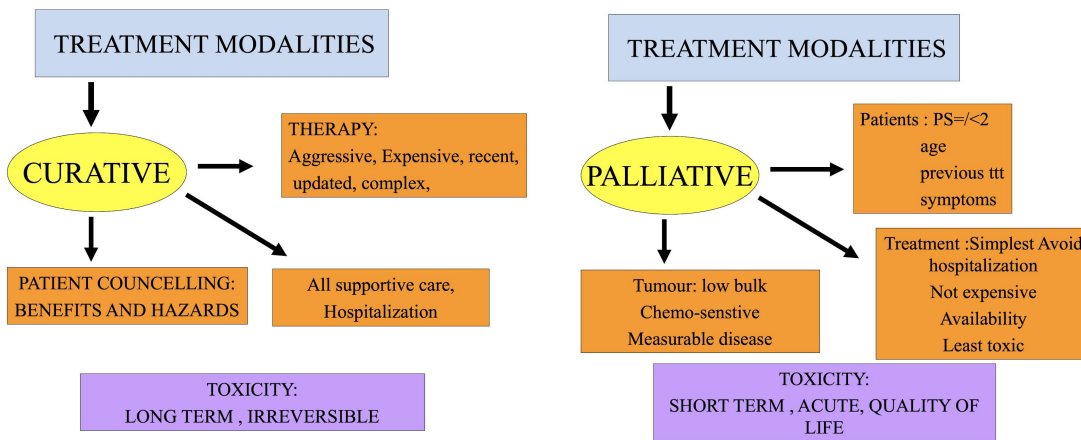 TREATMENT MODALITIES
CURATIVE
THERAPY:
Aggressive, Expensive, recent,
updated, complex,
PATIENT COUNCELLING:
BENEFITS AND HAZARDS
All supportive care,
Hospitalization
TOXICITY:
LONG TERM , IRREVERSIBLE
TREATMENT MODALITIES
PALLIATIVE
Patients : PS=/<2
age
previous ttt
symptoms
Tumour: low bulk
Chemo-senstive
Measurable disease
Treatment :Simplest Avoid
hospitalization
Not expensive
Availability
Least toxic
TOXICITY:
SHORT TERM , ACUTE, QUALITY OF
LIFE